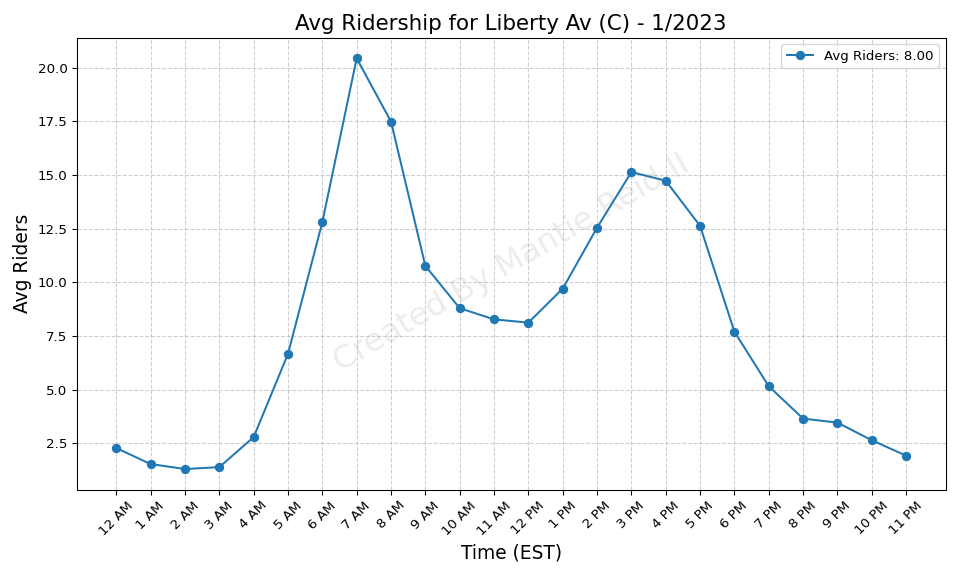 Avg Ridership for Liberty Av (C) - 1/2023
Avg Riders: 8.00
Avg Riders
20.0
17.5
15.0
12.5
10.0
7.5
5.0
2.5
Created By Mantie Reid II
12 AM
1 AM
2 AM
3 AM
4 AM
5 AM
6 AM
7 AM
8 AM
9 AM
10 AM
11 AM
12 PM
1 PM
2 PM
3 PM
4 PM
5 PM
6 PM
7 PM
8 PM
9 PM
10 PM
11 PM
Time (EST)